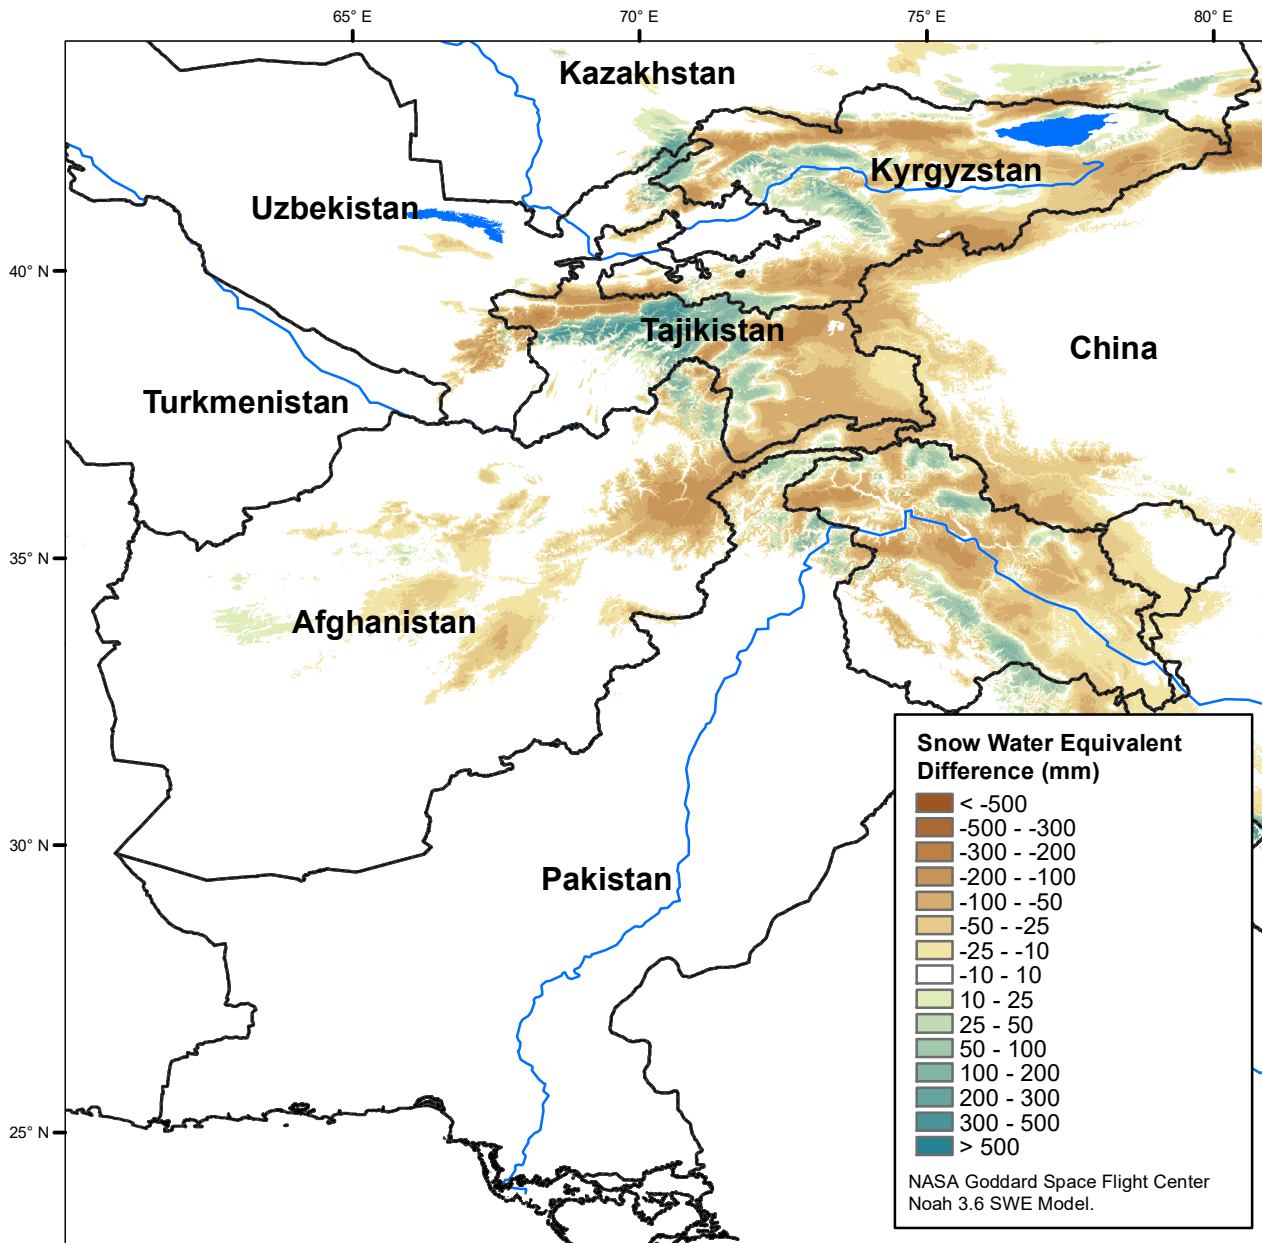 65° E
70° E
75° E
80° E
Kazakhstan
Kyrgyzstan
Uzbekistan
40° N
Tajikistan
China
Turkmenistan
35° N
Afghanistan
30° N
Pakistan
25° N
Snow Water Equivalent
Difference (mm)
< -500
-500 - -300
-300 - -200
-200 - -100
-100 - -50
-50 - -25
-25 - -10
-10 - 10
10 - 25
25 - 50
50 - 100
100 - 200
200 - 300
300 - 500
> 500
NASA Goddard Space Flight Center
Noah 3.6 SWE Model.